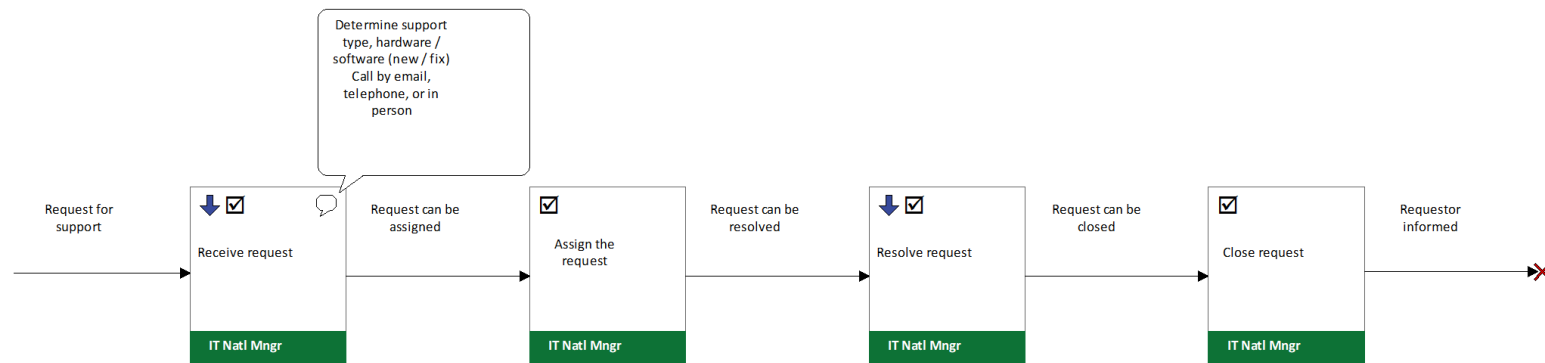 Determine support
type, hardware /
software (new / fix)
Call by email,
telephone, or in
person
Request for
support
Receive request
IT Natl Mngr
Request can be
assigned
Assign the
request
IT Natl Mngr
Request can be
resolved
Resolve request
IT Natl Mngr
Request can be
closed
Close request
IT Natl Mngr
Requestor
informed